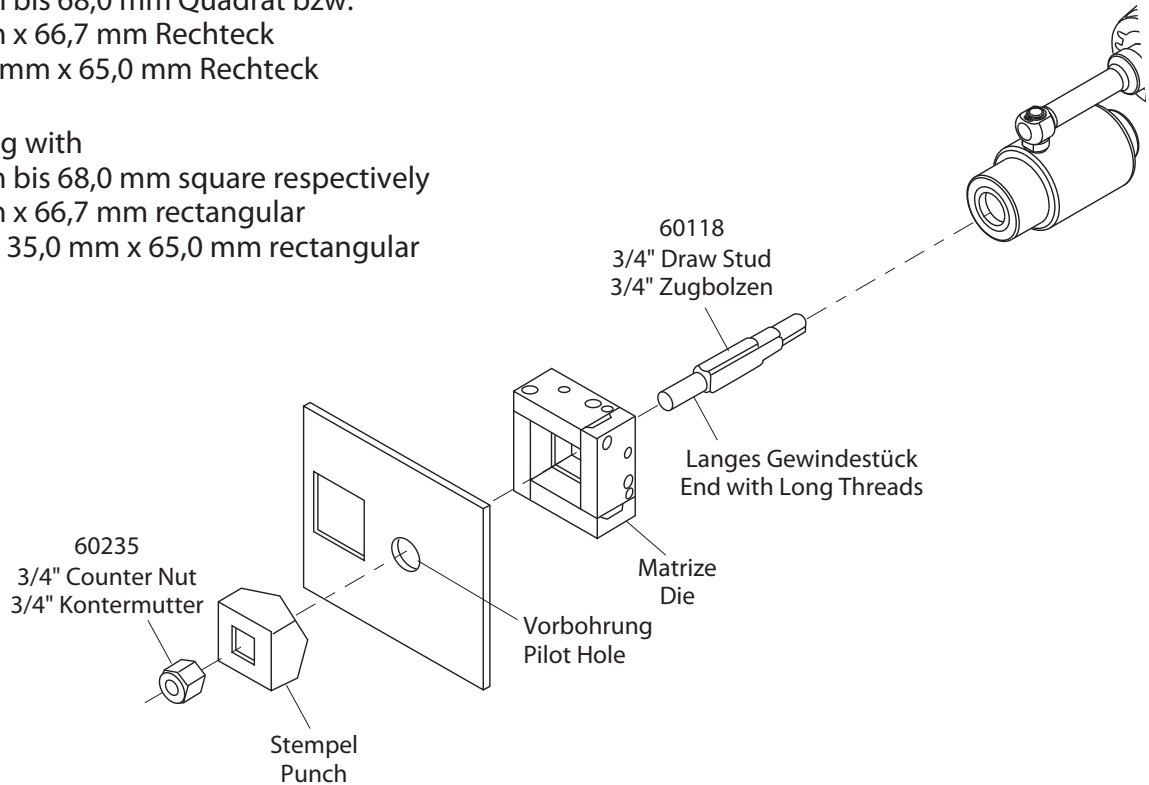 bis 68,0 mm Quadrat bzw.
x 66,7 mm Rechteck
mm x 65,0 mm Rechteck
with
bis 68,0 mm square respectively
x 66,7 mm rectangular
35,0 mm x 65,0 mm rectangular
60118
3/4" Draw Stud
3/4" Zugbolzen
Langes Gewindestück
End with Long Threads
Matrize
Die
Vorbohrung
Pilot Hole
60235
3/4" Counter Nut
3/4" Kontermutter
Stempel
Punch